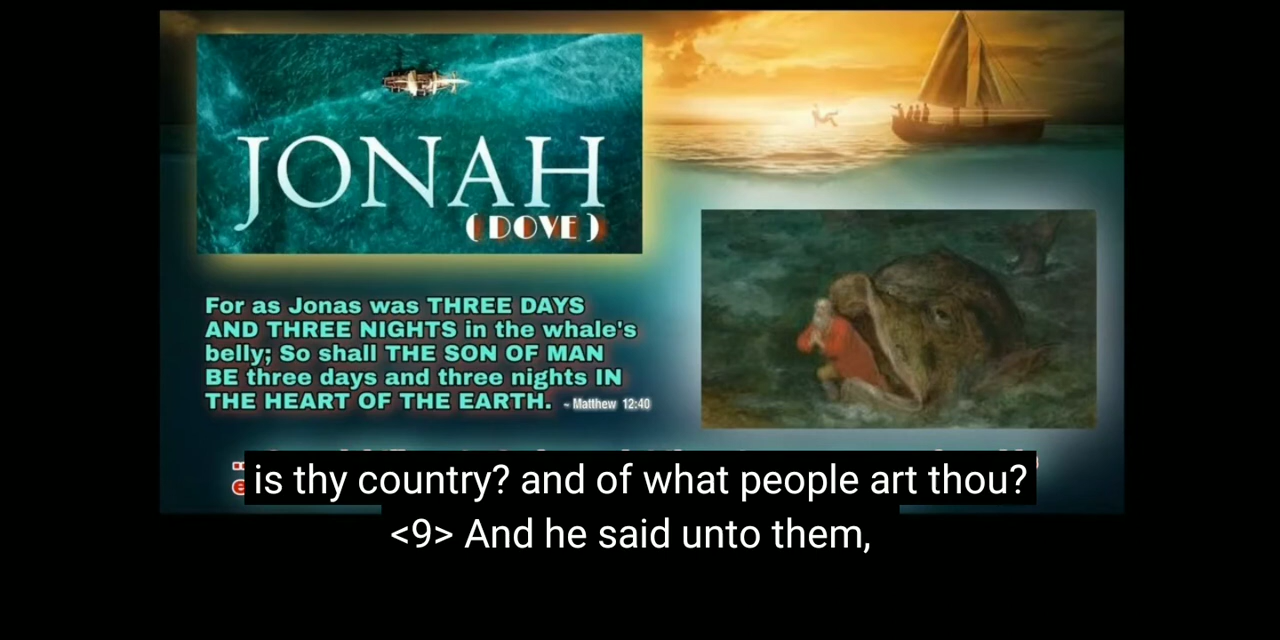 JONAH
( DOVE )
For as Jonas was THREE DAYS
AND THREE NIGHTS in the whale's
belly; So shall THE SON OF MAN
BE three days and three nights IN
THE HEART OF THE EARTH. ~ Matthew 12:40
is thy country? and of what people art thou?
<9> And he said unto them,